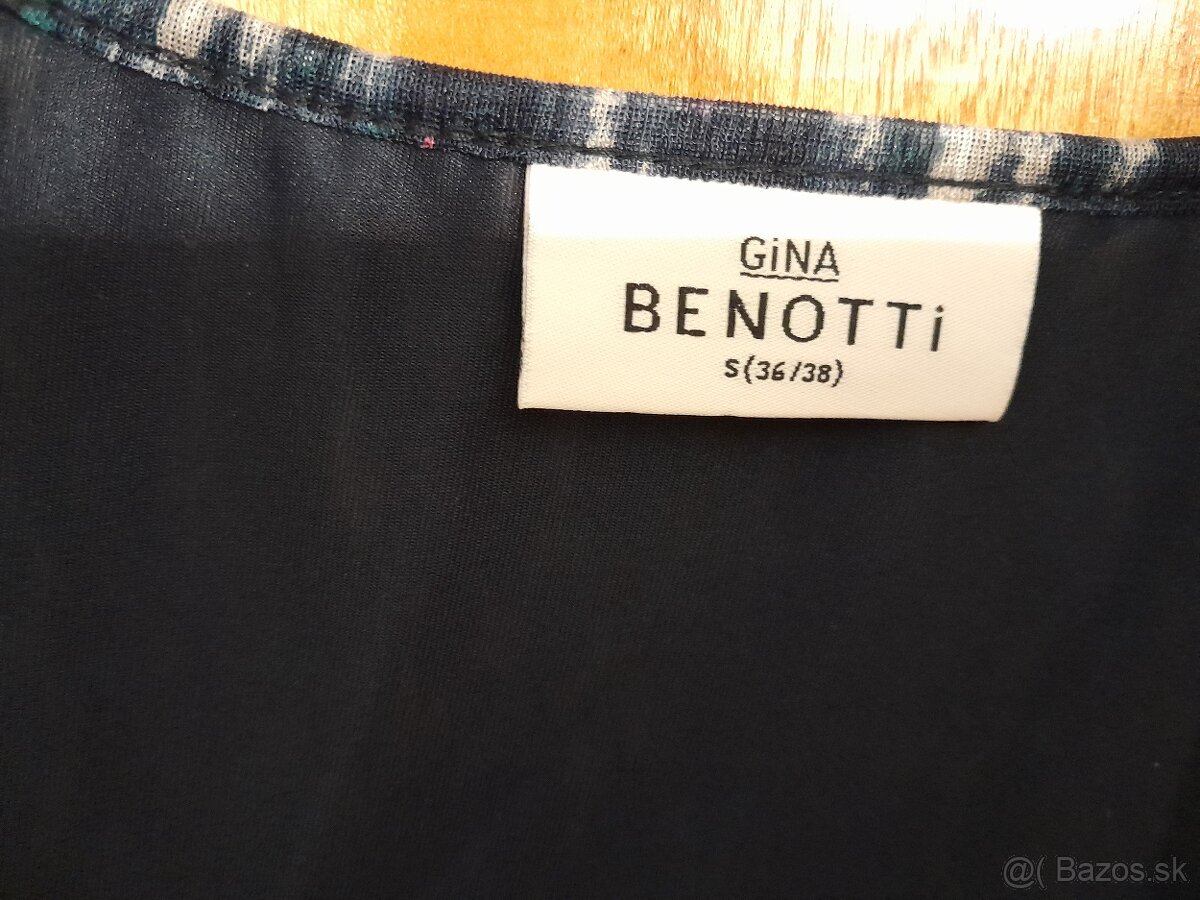 GiNA
BENOTTi
S(36/38)
@( Bazos.sk